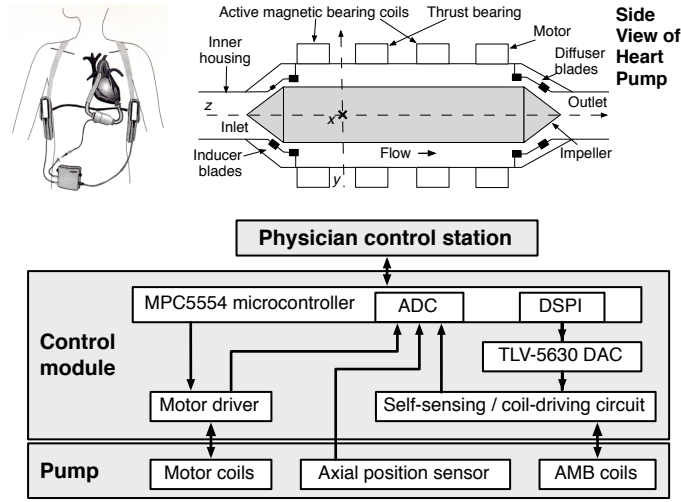 Active magnetic bearing coils
Thrust bearing
Side
View of
Heart
Pump
Motor
Inner
housing
Diffuser
blades
z
x
Outlet
Inlet
Inducer
blades
Flow
Impeller
y
Physician control station
MPC5554 microcontroller
ADC
DSPI
Control
module
TLV-5630 DAC
Motor driver
Self-sensing / coil-driving circuit
Pump
Motor coils
Axial position sensor
AMB coils